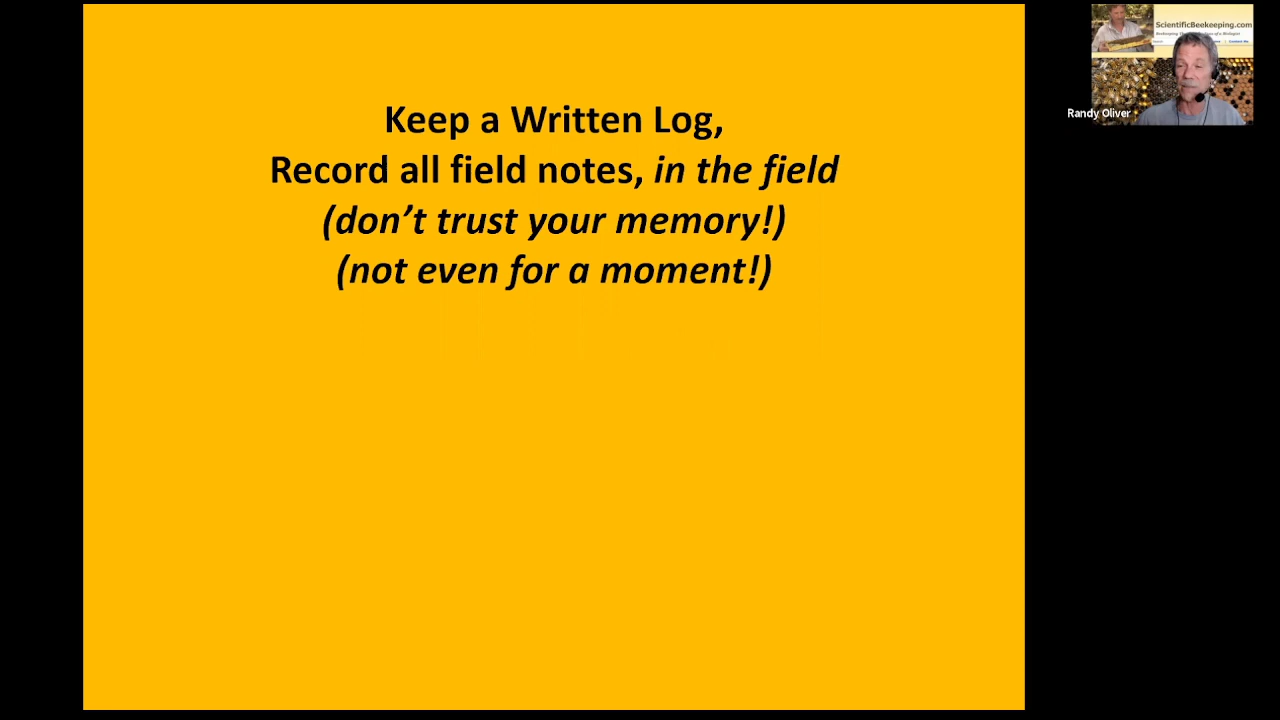 Keep a Written Log,
Record all field notes, in the field
(don't trust your memory!)
(not even for a moment!)
ScientificBeekeeping.com
Randy Oliver